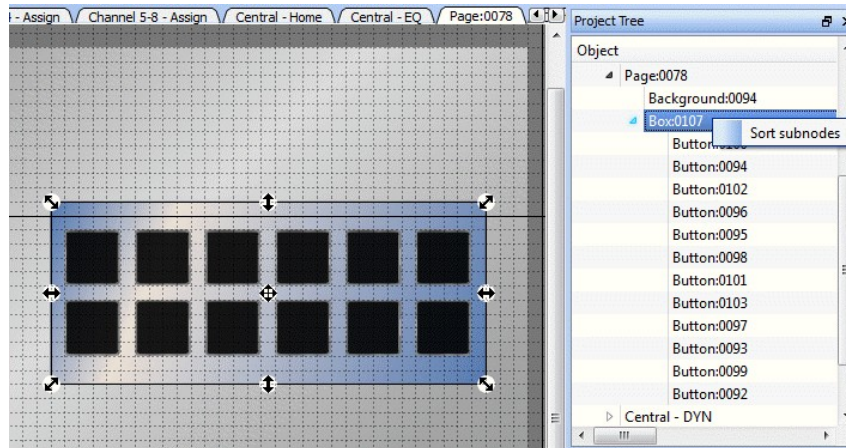 - Assign
Channel 5-8 - Assign
Central - Home
Central - EQ
Page:0078
Project Tree
Object
Page:0078
Background:0094
Box:0107
Sort subnodes
Button:0100
Button:0094
Button:0102
Button:0096
Button:0095
Button:0098
Button:0101
Button:0103
Button:0097
Button:0093
Button:0099
Button:0092
Central - DYN